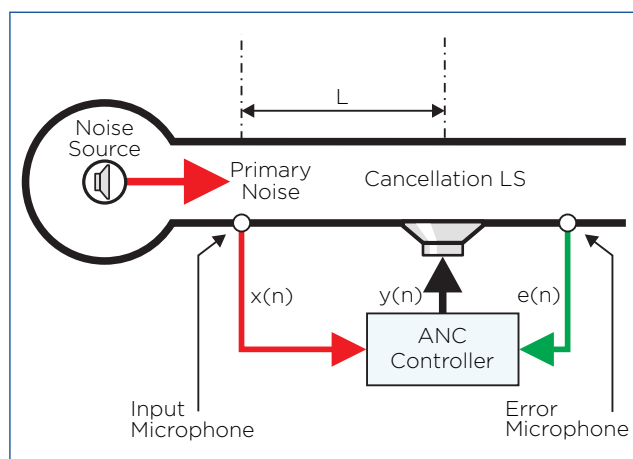 L
Noise
Source
Primary
Noise
Cancellation LS
x(n)
y(n)
e(n)
ANC
Controller
Input
Microphone
Error
Microphone